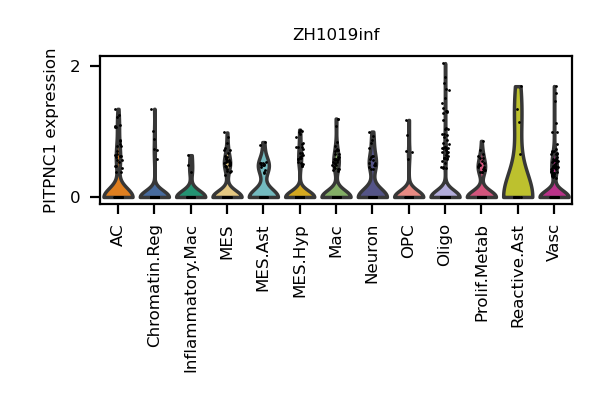 ZH1019inf
PITPNC1 expression
2
0
AC
Chromatin.Reg
Inflammatory.Mac
MES
MES.Ast
MES.Hyp
Mac
Neuron
OPC
Oligo
Prolif.Metab
Reactive.Ast
Vasc